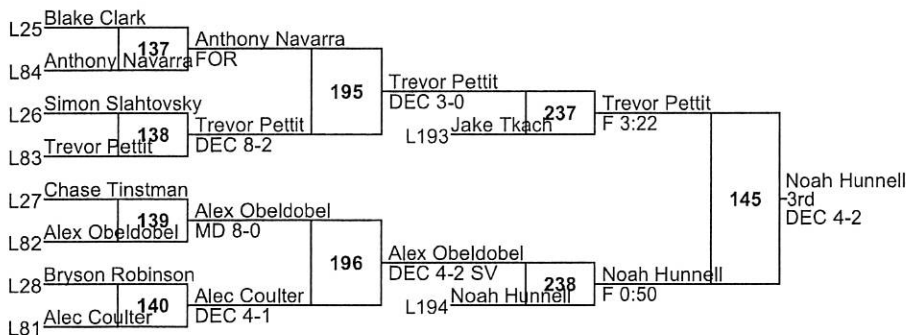 L25 Blake Clark
137
Anthony Navarra
FOR
L84 Anthony Navarra
195
Trevor Pettit
DEC 3-0
L26 Simon Slahtovsky
138
Trevor Pettit
DEC 8-2
L83 Trevor Pettit
L193 Jake Tkach
237
Trevor Pettit
F 3:22
L27 Chase Tinstman
139
Alex Obeldobel
MD 8-0
L82 Alex Obeldobel
196
Alex Obeldobel
DEC 4-2 SV
L28 Bryson Robinson
140
Alec Coulter
DEC 4-1
L81 Alec Coulter
L194 Noah Hunnell
238
Noah Hunnell
F 0:50
145
Noah Hunnell
3rd
DEC 4-2